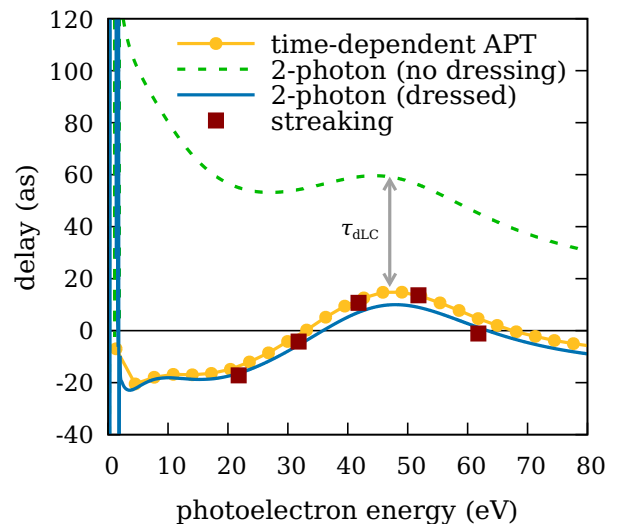 120
100
80
60
40
20
0
-20
-40
delay (as)
time-dependent APT
2-photon (no dressing)
2-photon (dressed)
streaking
τdLC
0 10 20 30 40 50 60 70 80
photoelectron energy (eV)